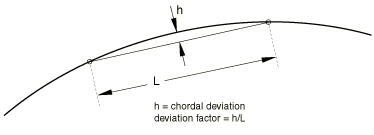 h
L
h = chordal deviation
deviation factor = h/L